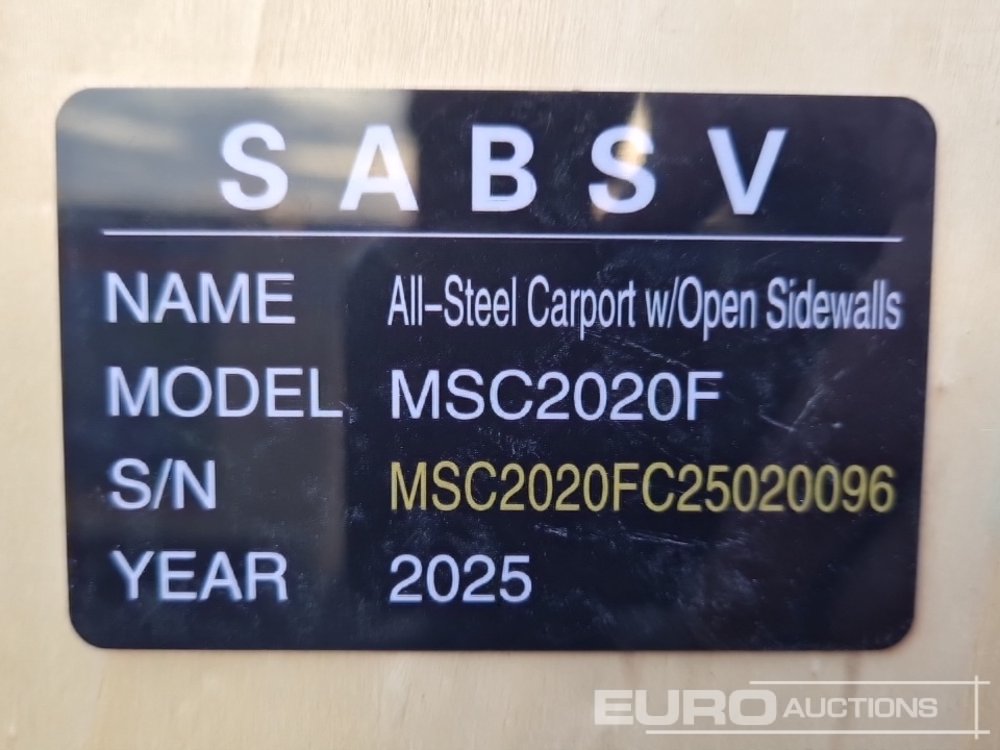 SABSV
NAME All-Steel Carport w/Open Sidewalls
MODEL MSC2020F
S/N MSC2020FC25020096
YEAR 2025
EURO AUCTIONS